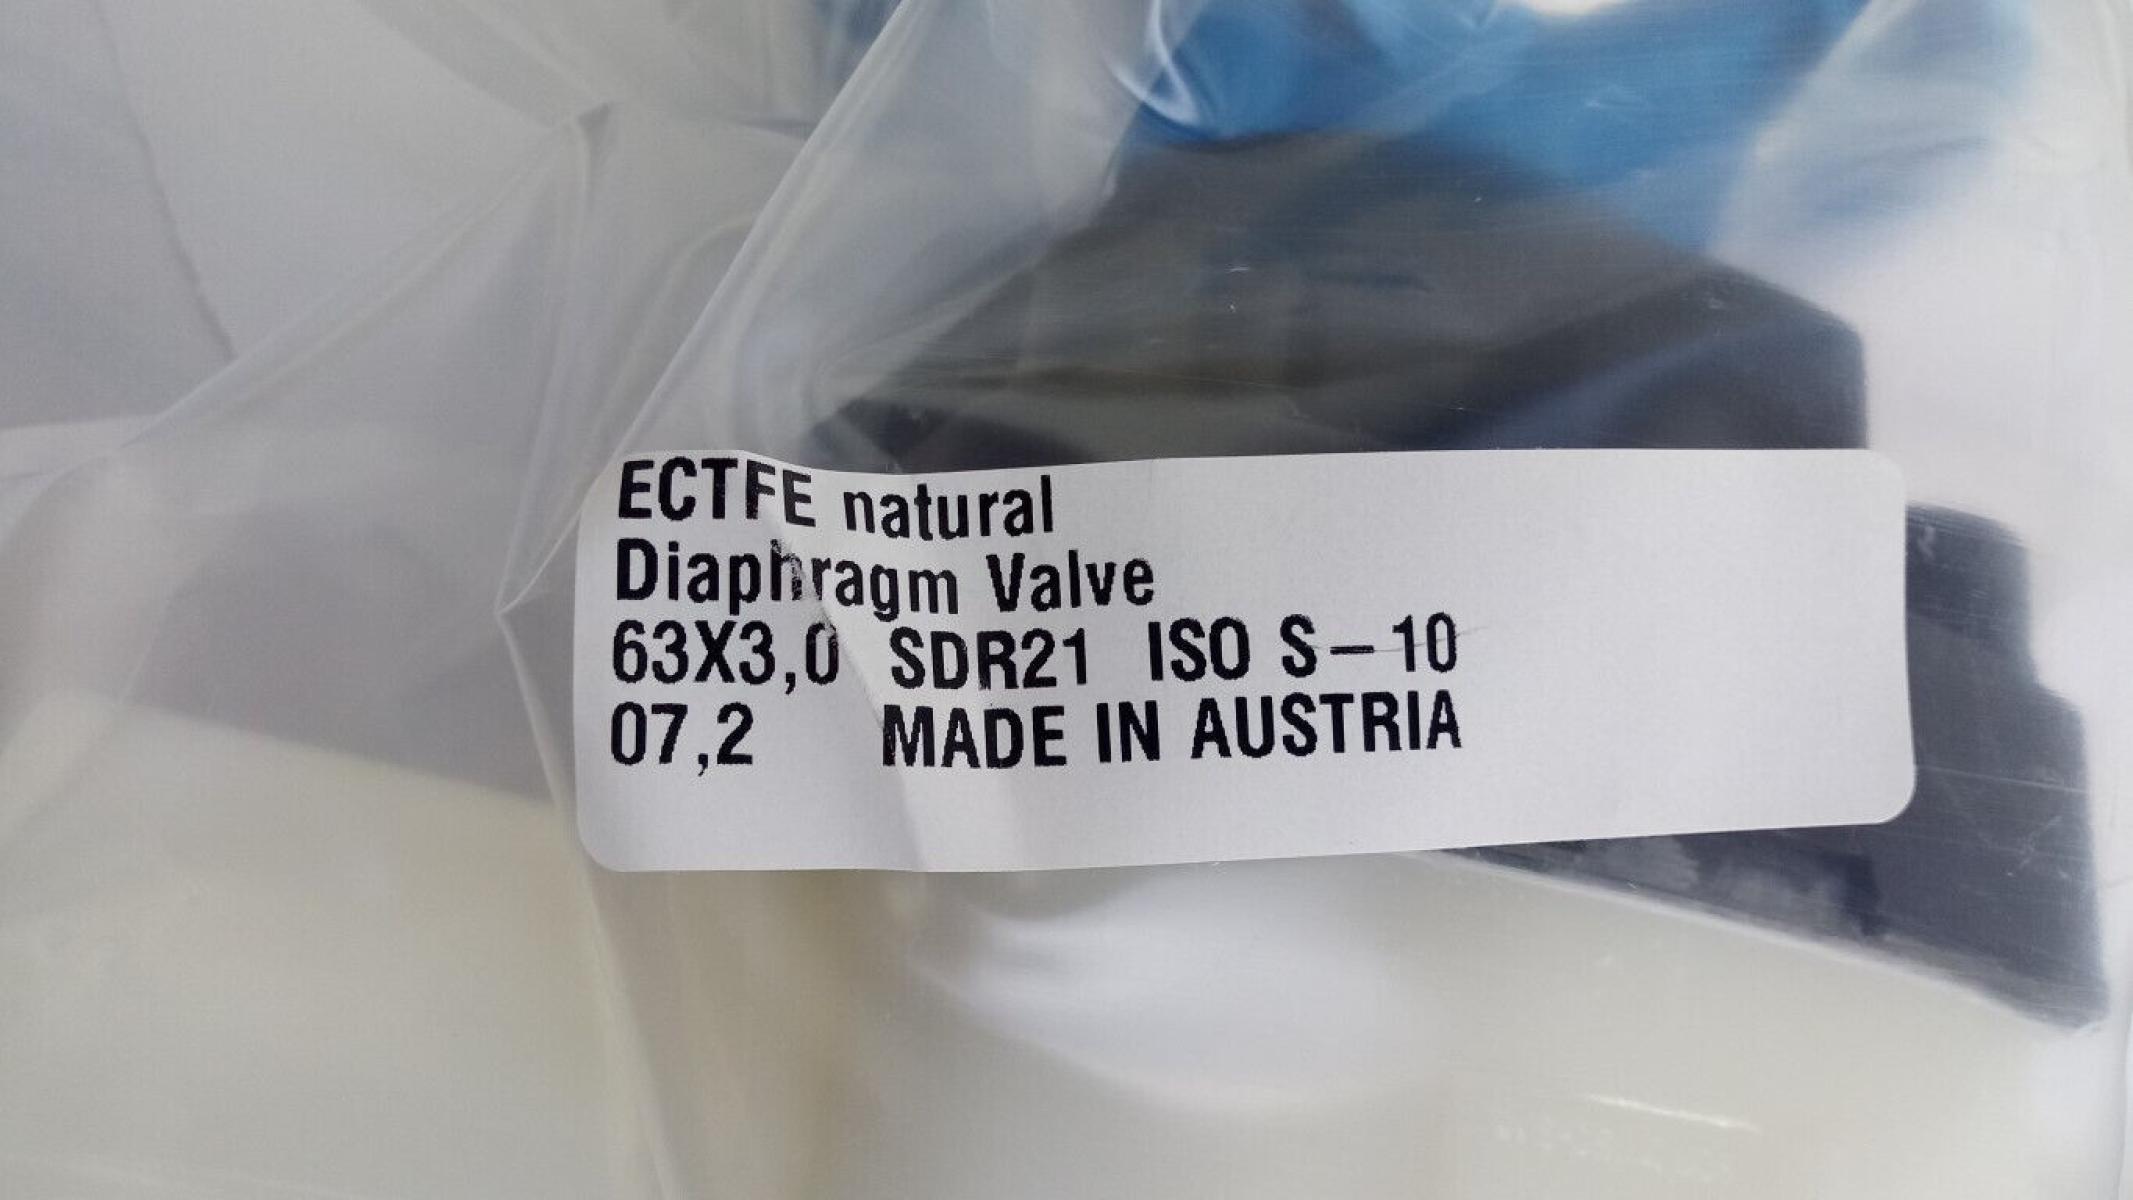 ECTFE natural
Diaphragm Valve
63X3,0 SDR21 ISO S-10
07,2 MADE IN AUSTRIA